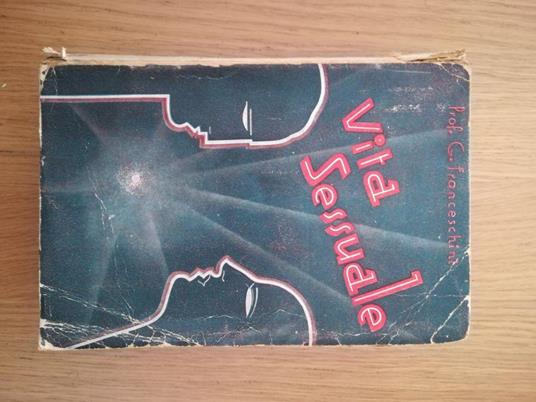 Prof. G. Franceschini
Vita
Sessuale